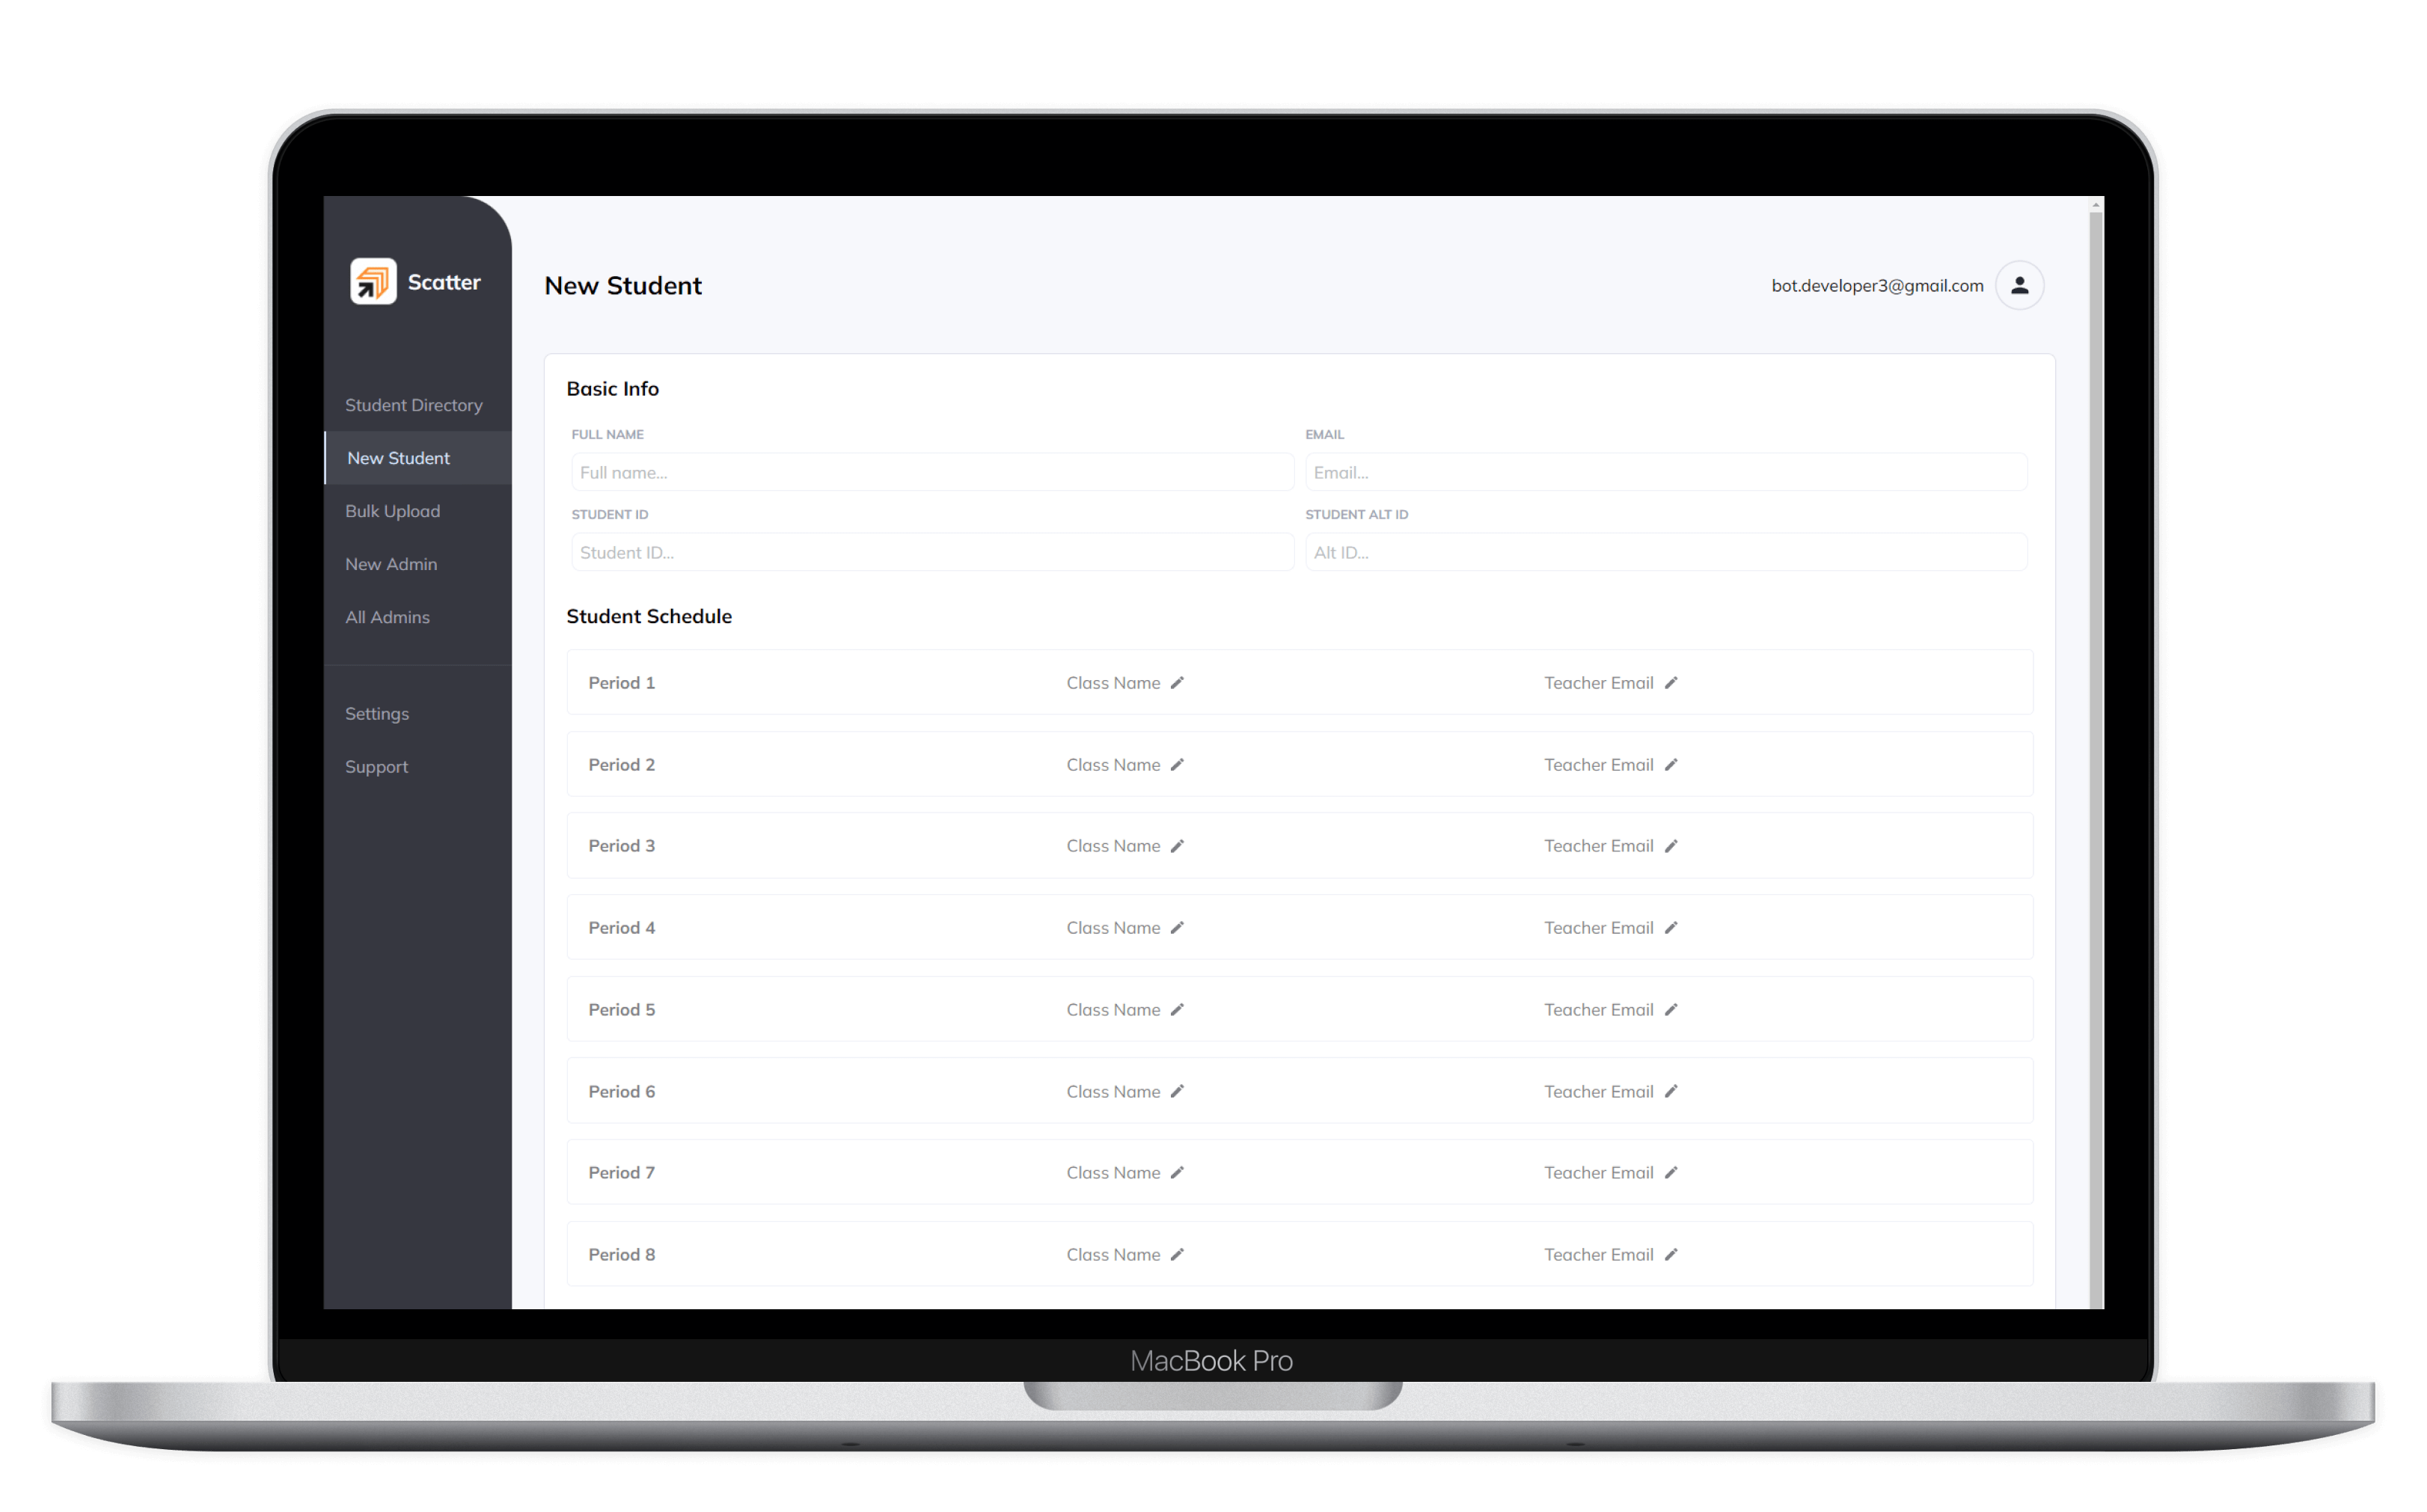 Scatter
New Student
bot.developer3@gmail.com
Student Directory
New Student
Bulk Upload
New Admin
All Admins
Settings
Support
Basic Info
FULL NAME
EMAIL
Full name...
Email...
STUDENT ID
STUDENT ALT ID
Student ID...
Alt ID...
Student Schedule
Period 1 Class Name Teacher Email
Period 2 Class Name Teacher Email
Period 3 Class Name Teacher Email
Period 4 Class Name Teacher Email
Period 5 Class Name Teacher Email
Period 6 Class Name Teacher Email
Period 7 Class Name Teacher Email
Period 8 Class Name Teacher Email
MacBook Pro